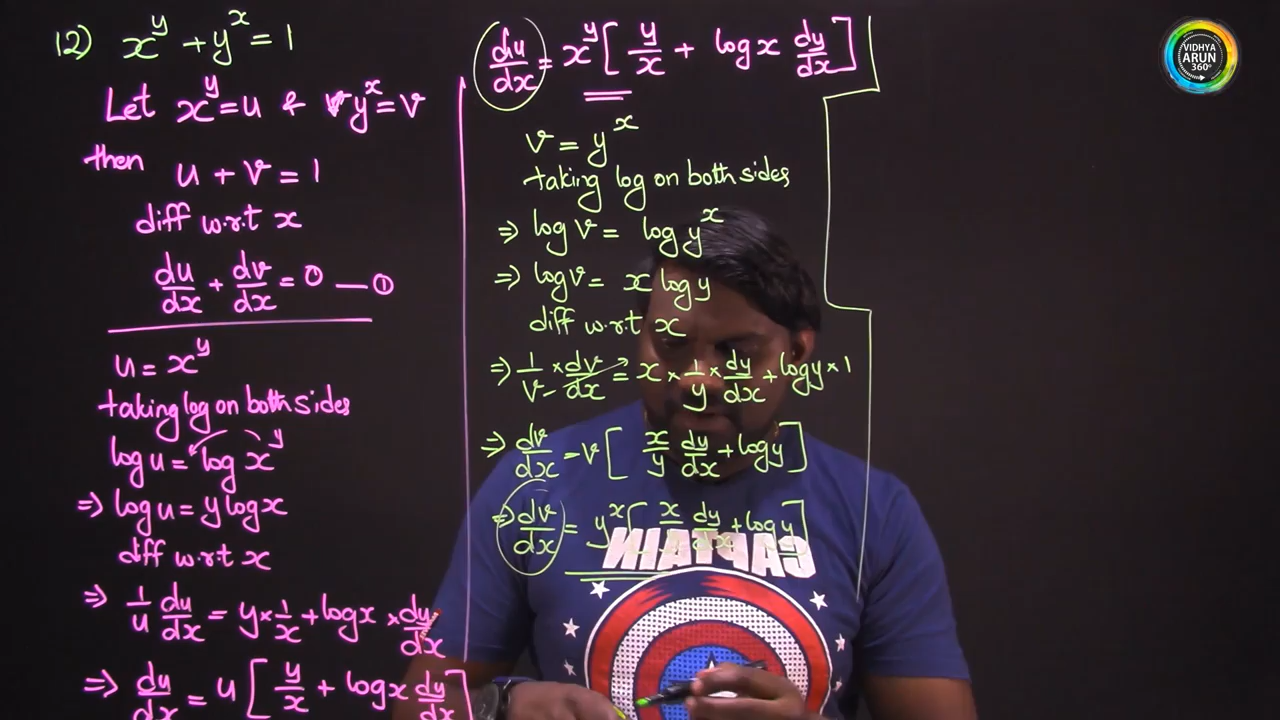 12) x^y + y^x = 1
Let x^y = u & y^x = v
then u + v = 1
diff w.r.t x
du/dx + dv/dx = 0 — ①
u = x^y
taking log on both sides
log u = log x^y
⇒ log u = y log x
diff w.r.t x
⇒ 1/u du/dx = y × 1/x + log x × dy/dx
⇒ du/dx = u [ y/x + log x dy/dx ]
du/dx = x^y [ y/x + log x dy/dx ]
v = y^x
taking log on both sides
⇒ log v = log y^x
⇒ log v = x log y
diff w.r.t x
⇒ 1/v × dv/dx = x × 1/y × dy/dx + log y × 1
⇒ dv/dx = v [ x/y dy/dx + log y ]
⇒ dv/dx = y^x [ x/ dy/dx + log y ]
CAPTAIN
VIDHYA
ARUN
360°